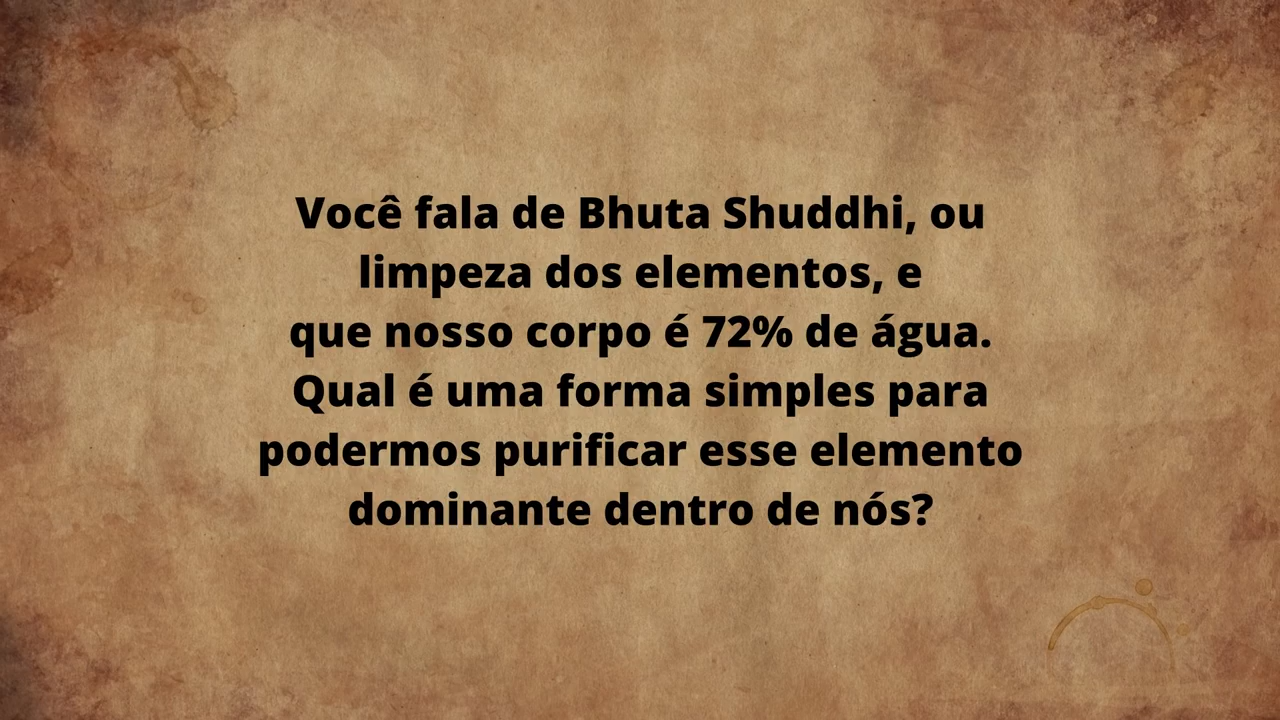 Você fala de Bhuta Shuddhi, ou
limpeza dos elementos, e
que nosso corpo é 72% de água.
Qual é uma forma simples para
podermos purificar esse elemento
dominante dentro de nós?